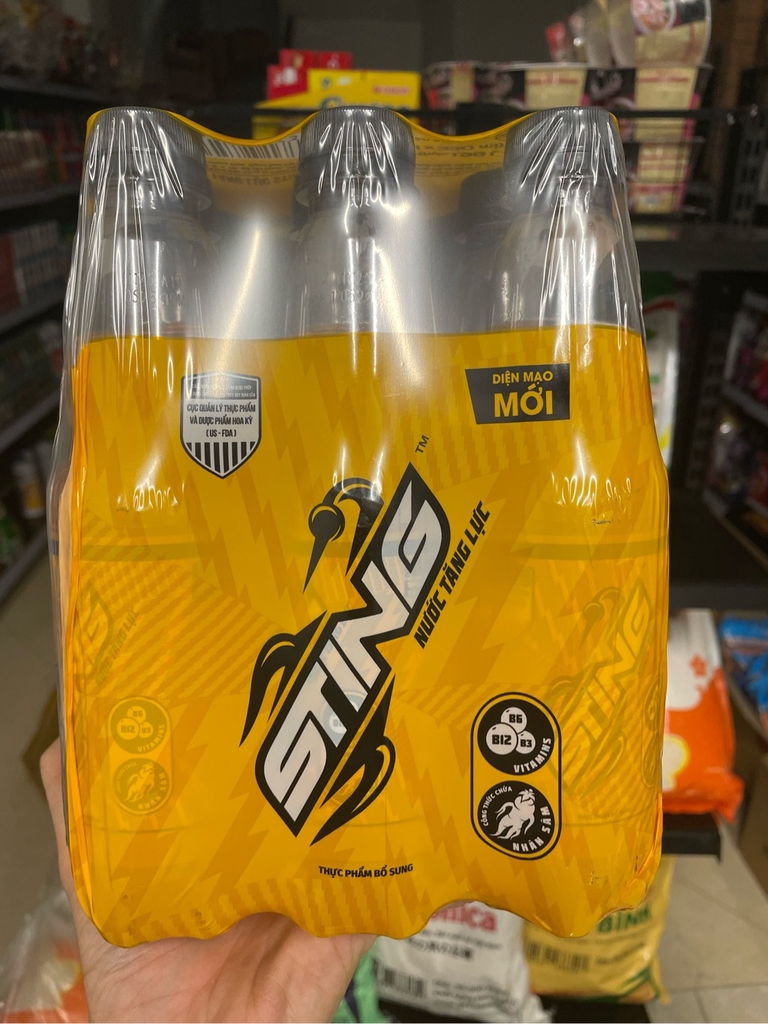 CỤC QUẢN LÝ THỰC PHẨM
VÀ DƯỢC PHẨM HOA KỲ
( US - FDA )
DIỆN MẠO
MỚI
TM
STING
NƯỚC TĂNG LỰC
B6
B12 B3
VITAMINS
CÔNG THỨC CHỨA
NHÂN SÂM
THỰC PHẨM BỔ SUNG